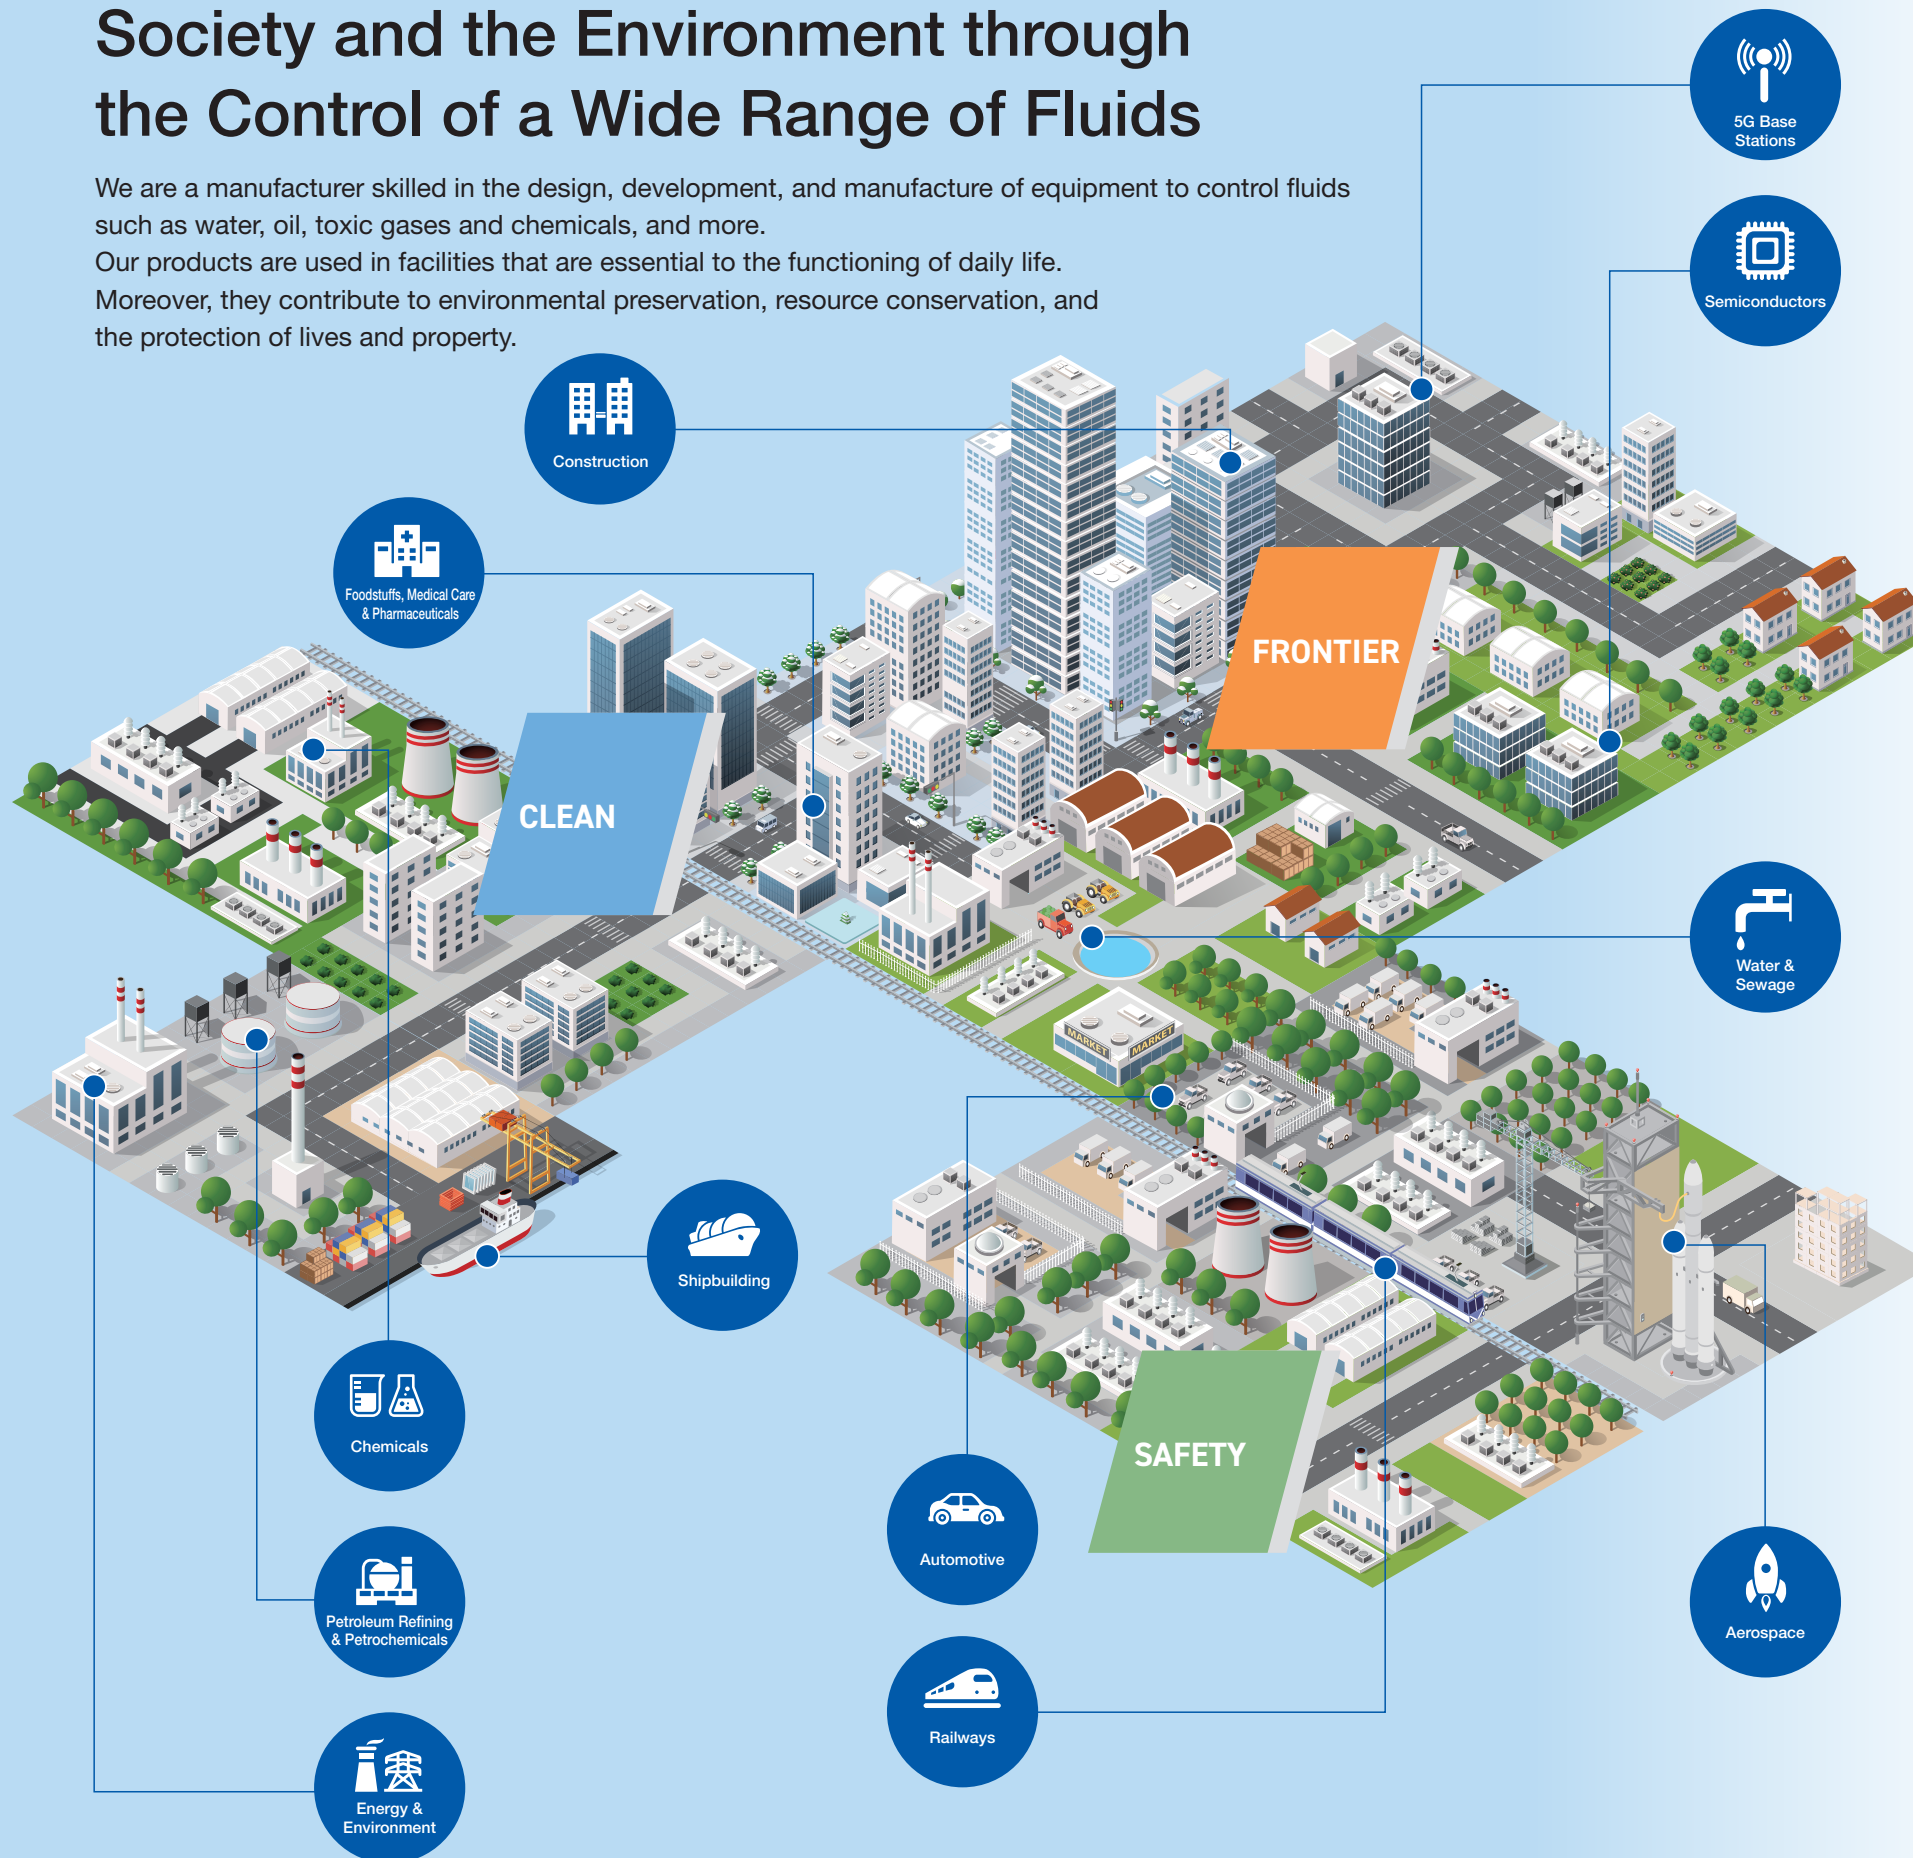 Society and the Environment through
the Control of a Wide Range of Fluids
We are a manufacturer skilled in the design, development, and manufacture of equipment to control fluids
such as water, oil, toxic gases and chemicals, and more.
Our products are used in facilities that are essential to the functioning of daily life.
Moreover, they contribute to environmental preservation, resource conservation, and
the protection of lives and property.
5G Base
Stations
Semiconductors
Construction
Foodstuffs, Medical Care
& Pharmaceuticals
FRONTIER
CLEAN
Water &
Sewage
MARKET
MARKET
Shipbuilding
Chemicals
SAFETY
Automotive
Petroleum Refining
& Petrochemicals
Aerospace
Railways
Energy &
Environment